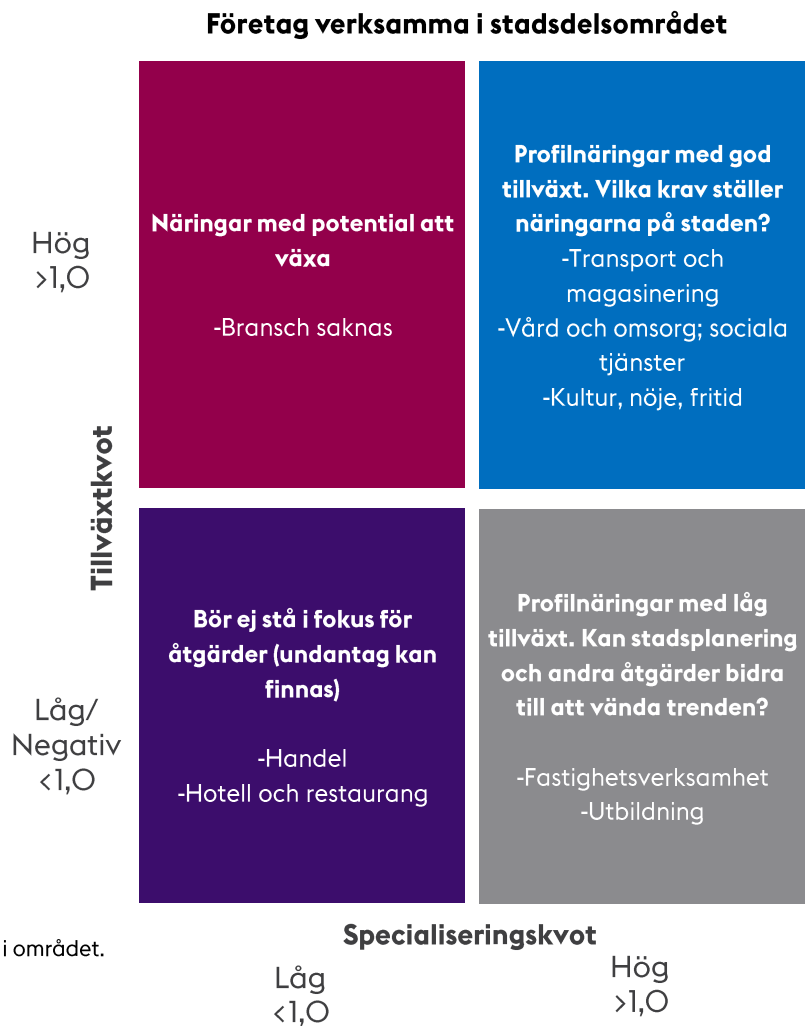 Företag verksamma i stadsdelsområdet
Hög
>1,0
Näringar med potential att
växa
-Bransch saknas
Profilnäringar med god
tillväxt. Vilka krav ställer
näringarna på staden?
-Transport och
magasinering
-Vård och omsorg; sociala
tjänster
-Kultur, nöje, fritid
Tillväxtkvot
Låg/
Negativ
<1,0
Bör ej stå i fokus för
åtgärder (undantag kan
finnas)
-Handel
-Hotell och restaurang
Profilnäringar med låg
tillväxt. Kan stadsplanering
och andra åtgärder bidra
till att vända trenden?
-Fastighetsverksamhet
-Utbildning
i området.
Specialiseringskvot
Låg
<1,0
Hög
>1,0